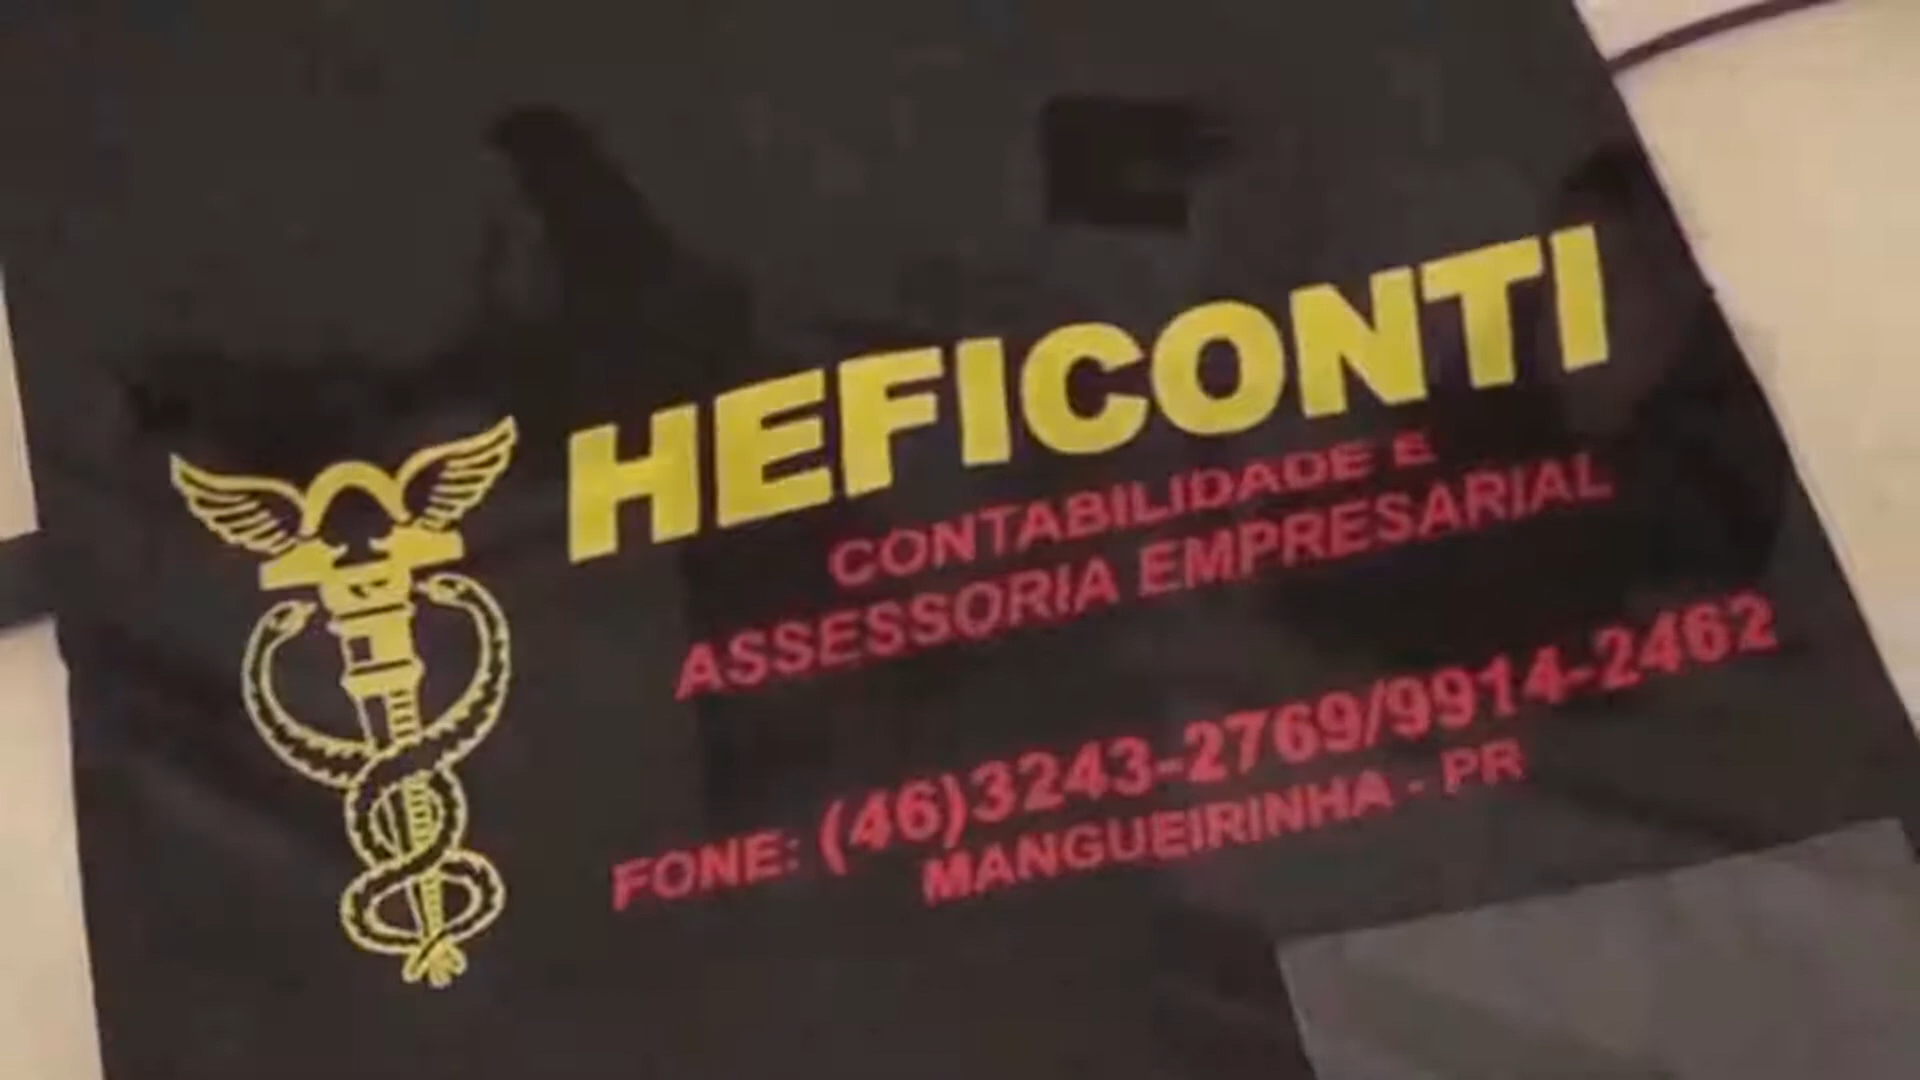 HEFICONTI
CONTABILIDADE E
ASSESSORIA EMPRESARIAL
FONE: (46)3243-2769/9914-2462
MANGUEIRINHA - PR